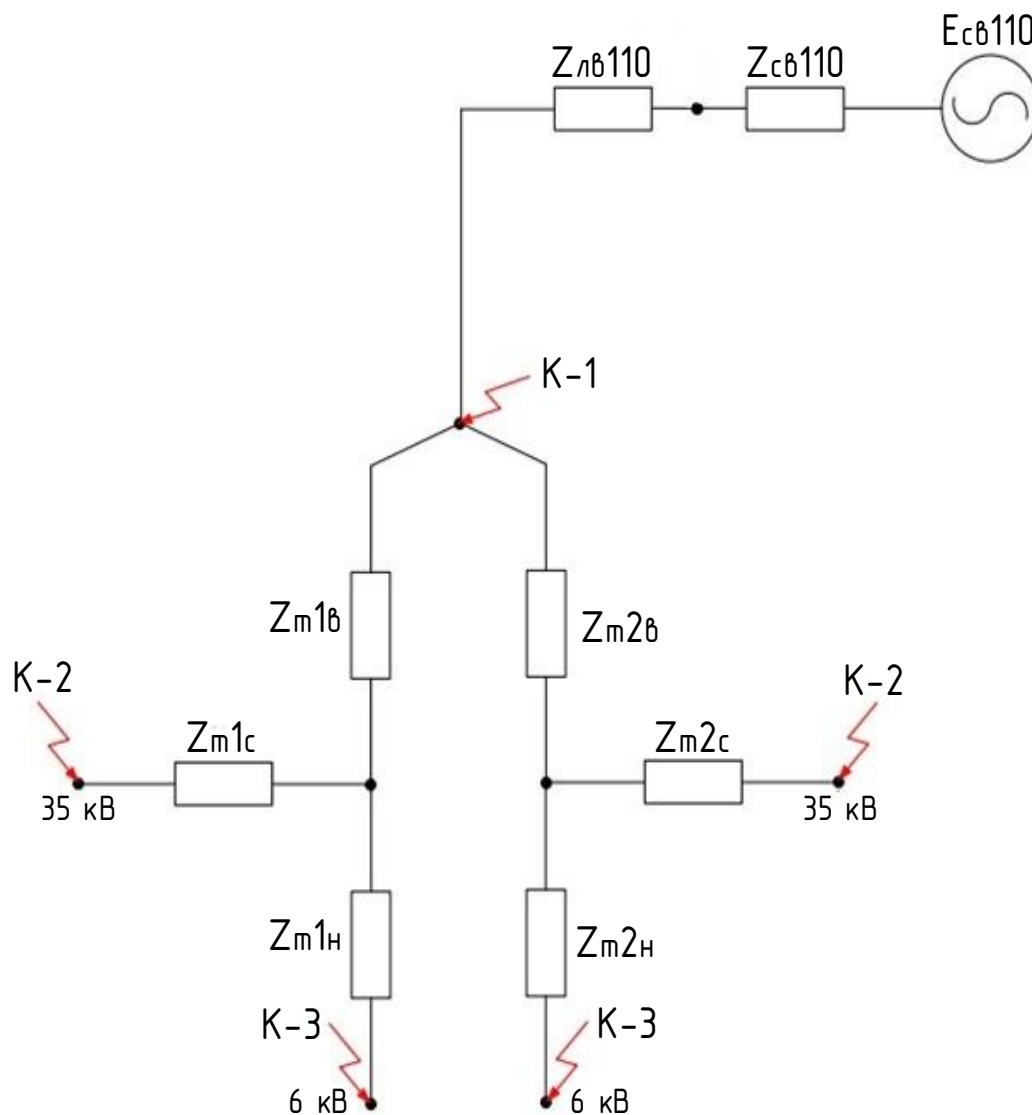 Eсв110
Zлв110 Zсв110
K-1
Zт1в Zт2в
K-2 K-2
Zт1с Zт2с
35 кВ 35 кВ
Zт1н Zт2н
K-3 K-3
6 кВ 6 кВ